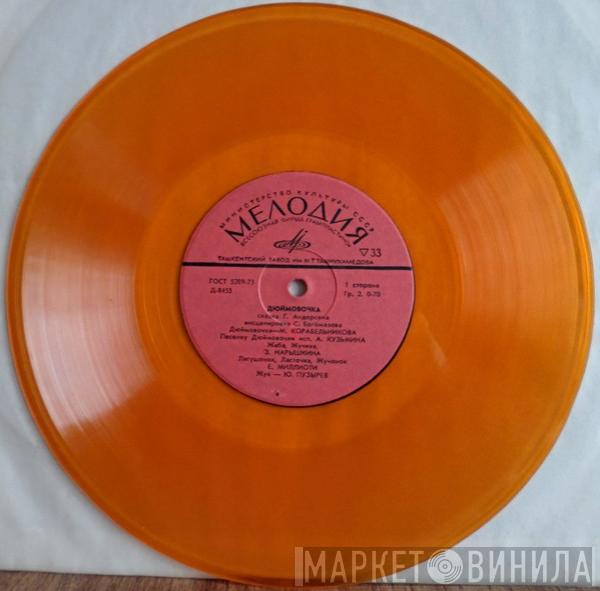 МИНИСТЕРСТВО КУЛЬТУРЫ СССР
МЕЛОДИЯ
ВСЕСОЮЗНАЯ ФИРМА ГРАМПЛАСТИНОК
▽33
ТАШКЕНТСКИЙ ЗАВОД им. М. Т. ТАШМУХАМЕДОВА
ГОСТ 5289-73
Д-8453
1 сторона
Гр. 2. 0-70
ДЮЙМОВОЧКА
сказка Г. Андерсена
инсценировка С. Богомазова
Дюймовочка—М. КОРАБЕЛЬНИКОВА
Песенку Дюймовочки исп. А. КУЗЬМИНА
Жаба, Жучиха,
Э. НАРЫШКИНА
Лягушонок, Ласточка, Жучонок
Е. МИЛЛИОТИ
Жук — Ю. ПУЗЫРЕВ
МАРКЕТ ВИНИЛА